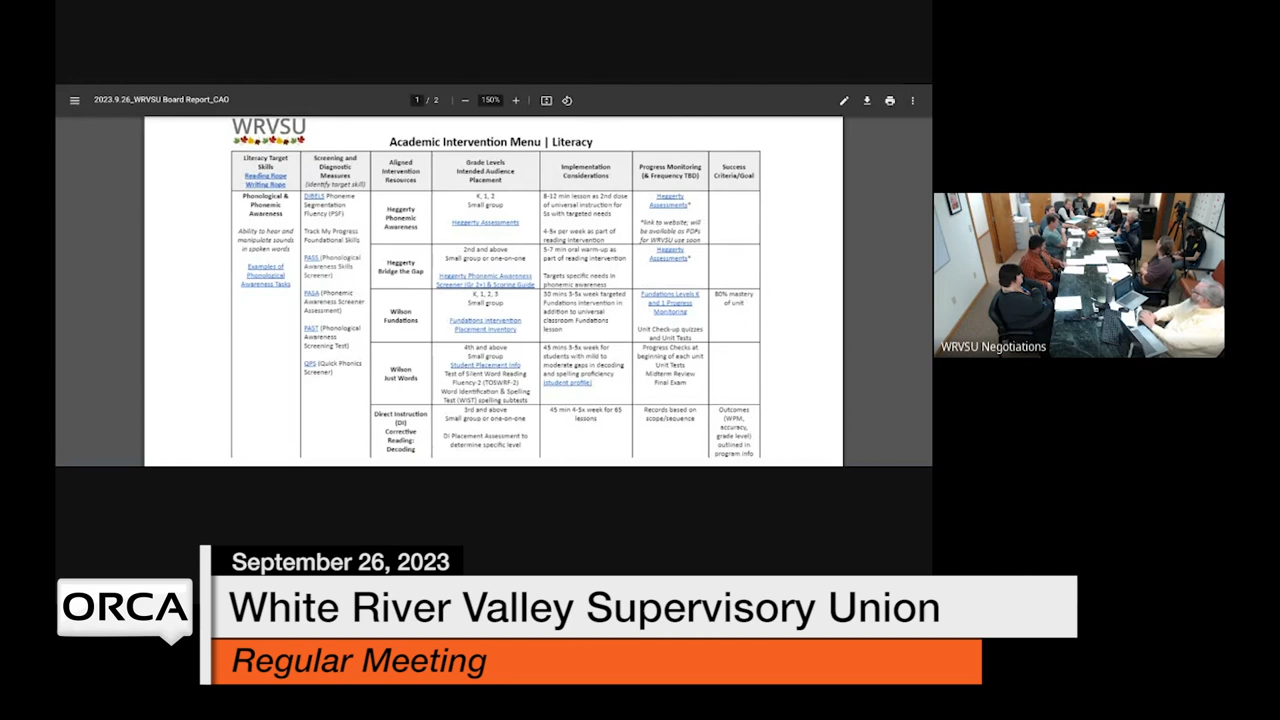 2023.9.26_WRVSU Board Report_CAO
1 / 2
150%
WRVSU
Academic Intervention Menu | Literacy
Literacy Target
Skills
Reading Rope
Writing Rope
Screening and
Diagnostic
Measures
(identify target skill)
Aligned
Intervention
Resources
Grade Levels
Intended Audience
Placement
Implementation
Considerations
Progress Monitoring
(& Frequency TBD)
Success
Criteria/Goal
Phonological &
Phonemic
Awareness
Ability to hear and
manipulate sounds
in spoken words
Examples of
Phonological
Awareness Tasks
DIBELS Phoneme
Segmentation
Fluency (PSF)
Track My Progress
Foundational Skills
PASS (Phonological
Awareness Skills
Screener)
PASA (Phonemic
Awareness Screener
Assessment)
PAST (Phonological
Awareness
Screening Test)
QPS (Quick Phonics
Screener)
Heggerty
Phonemic
Awareness
K, 1, 2
Small group
Heggerty Assessments
8-12 min lesson as 2nd dose
of universal instruction for
Ss with targeted needs
4-5x per week as part of
reading intervention
Heggerty
Assessments*
*link to website; will
be available as PDFs
for WRVSU use soon
Heggerty
Bridge the Gap
2nd and above
Small group or one-on-one
Heggerty Phonemic Awareness
Screener (Gr 2+) & Scoring Guide
5-7 min oral warm-up as
part of reading intervention
Targets specific needs in
phonemic awareness
Heggerty
Assessments*
Wilson
Fundations
K, 1, 2, 3
Small group
Fundations Intervention
Placement Inventory
30 mins 3-5x week targeted
Fundations intervention in
addition to universal
classroom Fundations
lesson
Fundations Levels K
and 1 Progress
Monitoring
Unit Check-up quizzes
and Unit Tests
80% mastery
of unit
Wilson
Just Words
4th and above
Small group
Student Placement Info
Test of Silent Word Reading
Fluency-2 (TOSWRF-2)
Word Identification & Spelling
Test (WIST) spelling subtests
45 mins 3-5x week for
students with mild to
moderate gaps in decoding
and spelling proficiency
(student profile)
Progress Checks at
beginning of each unit
Unit Tests
Midterm Review
Final Exam
Direct Instruction
(DI)
Corrective
Reading:
Decoding
3rd and above
Small group or one-on-one
DI Placement Assessment to
determine specific level
45 min 4-5x week for 65
lessons
Records based on
scope/sequence
Outcomes
(WPM,
accuracy,
grade level)
outlined in
program info
WRVSU Negotiations
September 26, 2023
ORCA
White River Valley Supervisory Union
Regular Meeting